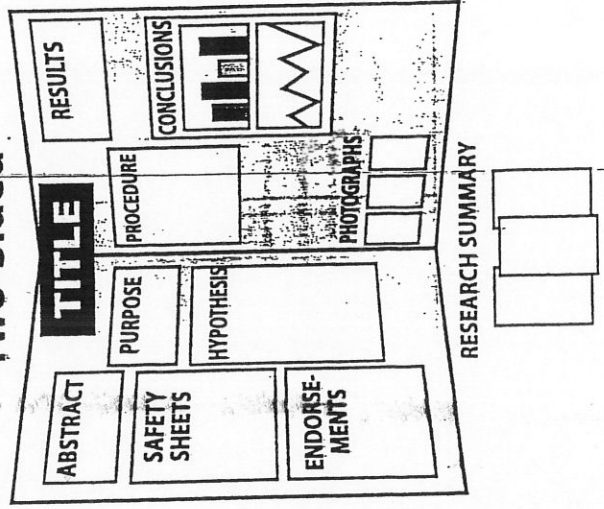 TITLE
ABSTRACT
SAFETY
SHEETS
ENDORSE-
MENTS
PURPOSE
HYPOTHESIS
PROCEDURE
PHOTOGRAPHS
RESULTS
CONCLUSIONS
RESEARCH SUMMARY